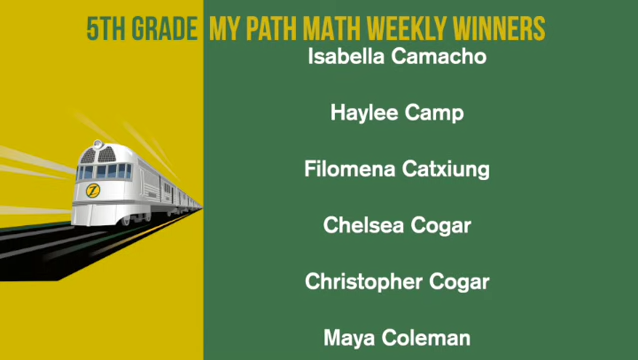 5TH GRADE MY PATH MATH WEEKLY WINNERS
Isabella Camacho
Haylee Camp
Filomena Catxiung
Chelsea Cogar
Christopher Cogar
Maya Coleman
Z